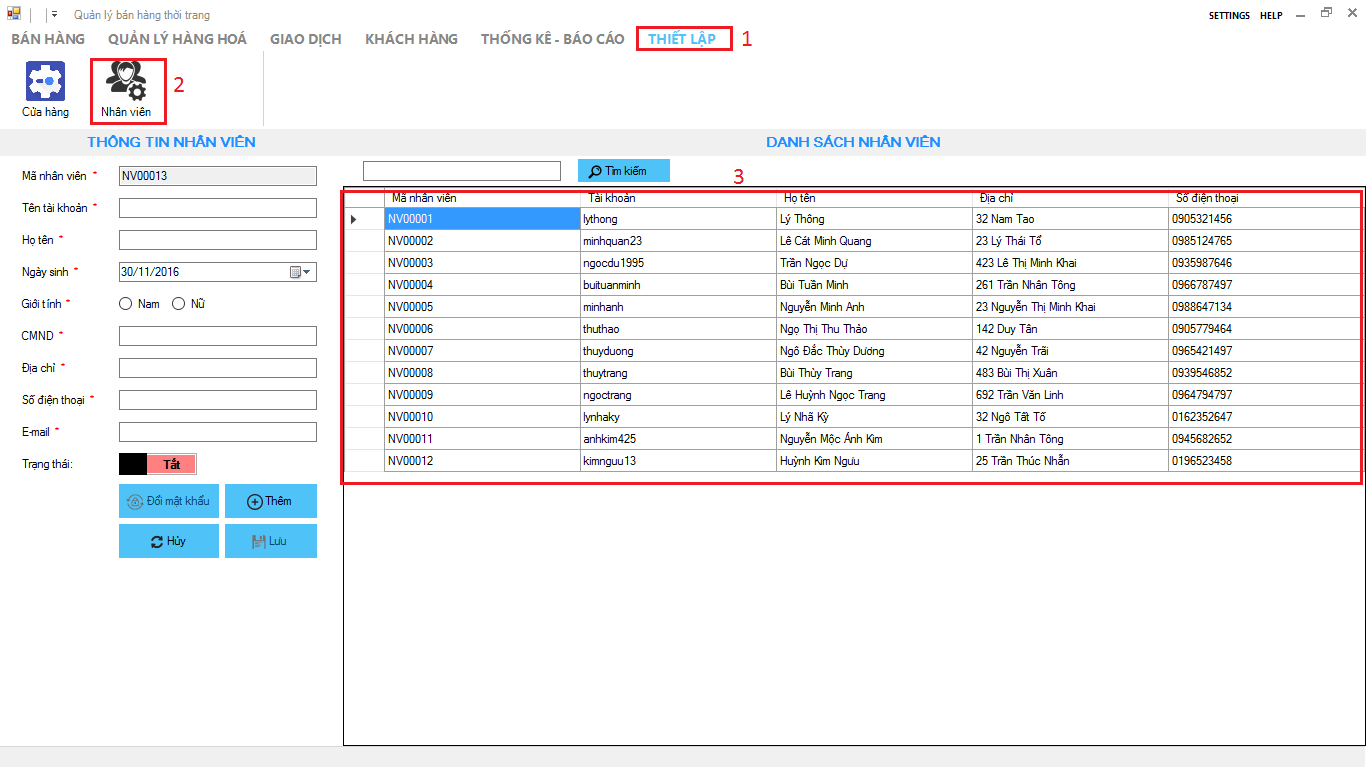 Quản lý bán hàng thời trang
SETTINGS HELP
BÁN HÀNG QUẢN LÝ HÀNG HOÁ GIAO DỊCH KHÁCH HÀNG THỐNG KÊ - BÁO CÁO THIẾT LẬP 1
2
Cửa hàng Nhân viên
THÔNG TIN NHÂN VIÊN
Mã nhân viên * NV00013
Tên tài khoản *
Họ tên *
Ngày sinh * 30/11/2016
Giới tính * Nam Nữ
CMND *
Địa chỉ *
Số điện thoại *
E-mail *
Trạng thái: Tắt
Đổi mật khẩu Thêm
Hủy Lưu
DANH SÁCH NHÂN VIÊN
Tìm kiếm 3
Mã nhân viên Tài khoản Họ tên Địa chỉ Số điện thoại
NV00001 lythong Lý Thông 32 Nam Tao 0905321456
NV00002 minhquan23 Lê Cát Minh Quang 23 Lý Thái Tổ 0985124765
NV00003 ngocdu1995 Trần Ngọc Dự 423 Lê Thị Minh Khai 0935987646
NV00004 buituanminh Bùi Tuần Minh 261 Trần Nhân Tông 0966787497
NV00005 minhanh Nguyễn Minh Anh 23 Nguyễn Thị Minh Khai 0988647134
NV00006 thuthao Ngọ Thị Thu Thảo 142 Duy Tân 0905779464
NV00007 thuyduong Ngô Đắc Thùy Dương 42 Nguyễn Trãi 0965421497
NV00008 thuytrang Bùi Thùy Trang 483 Bùi Thị Xuân 0939546852
NV00009 ngoctrang Lê Huỳnh Ngọc Trang 692 Trần Văn Linh 0964794797
NV00010 lynhaky Lý Nhã Kỳ 32 Ngô Tất Tố 0162352647
NV00011 anhkim425 Nguyễn Mộc Ánh Kim 1 Trần Nhân Tông 0945682652
NV00012 kimnguu13 Huỳnh Kim Ngưu 25 Trần Thúc Nhẫn 0196523458